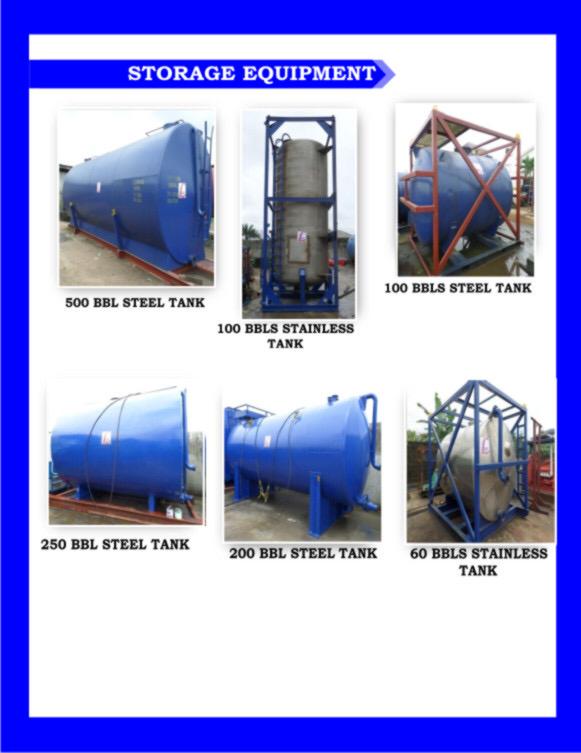 STORAGE EQUIPMENT
500 BBL STEEL TANK
100 BBLS STAINLESS
TANK
100 BBLS STEEL TANK
250 BBL STEEL TANK
200 BBL STEEL TANK
60 BBLS STAINLESS
TANK